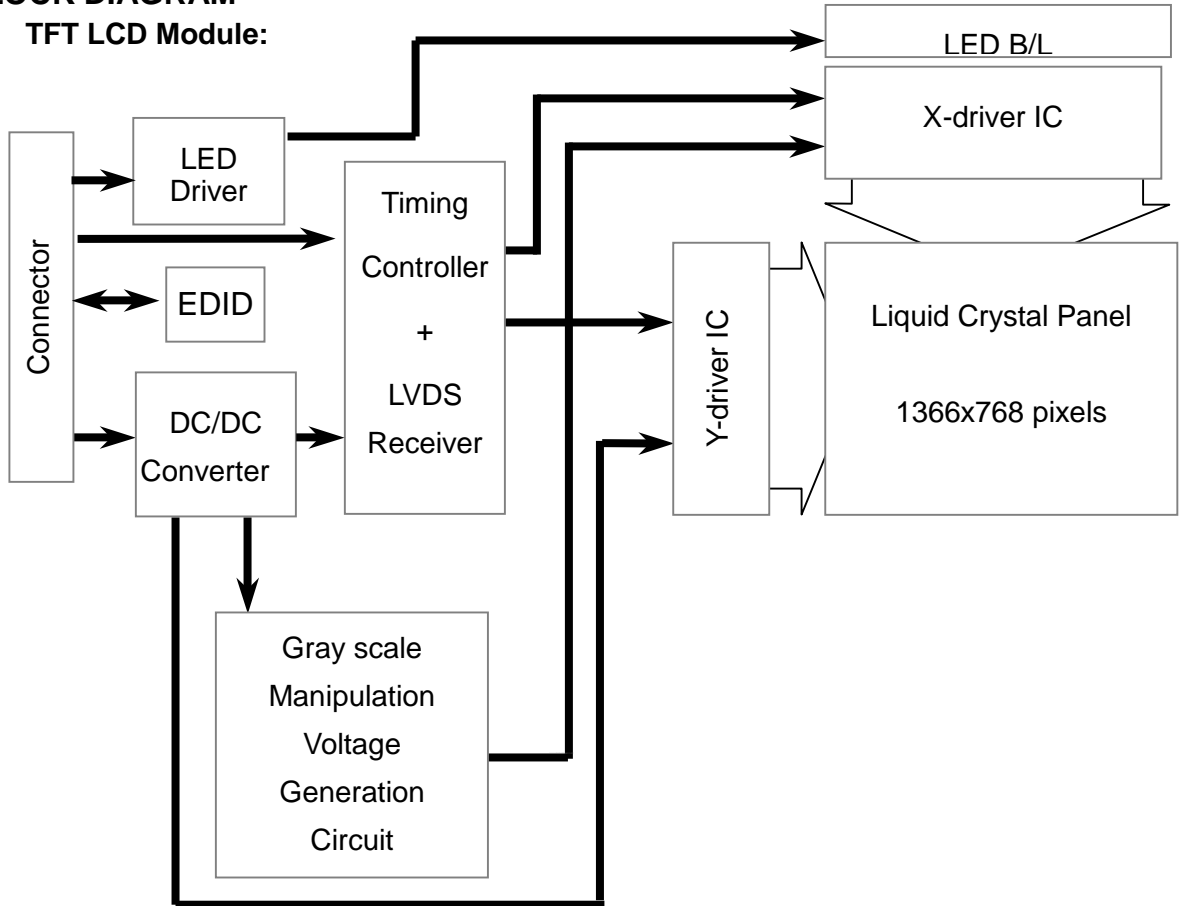 TFT LCD Module:
LED B/L
X-driver IC
LED
Driver
Timing
Controller
+
LVDS
Receiver
Connector
EDID
DC/DC
Converter
Y-driver IC
Liquid Crystal Panel
1366x768 pixels
Gray scale
Manipulation
Voltage
Generation
Circuit